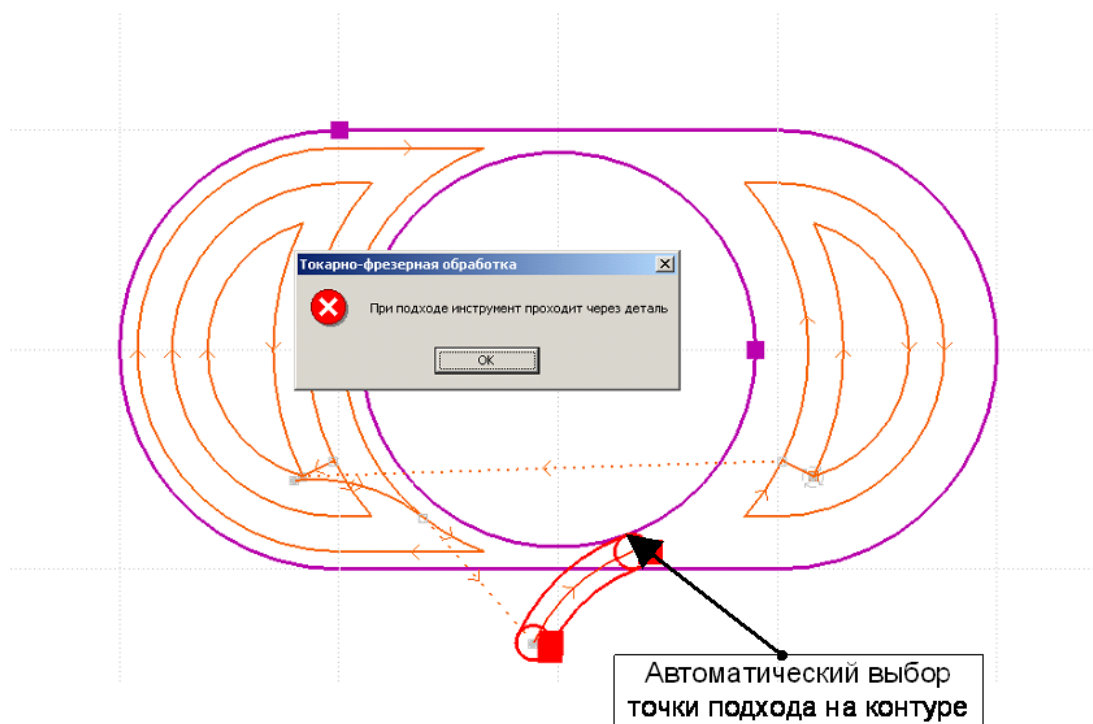 Токарно-фрезерная обработка
При подходе инструмент проходит через деталь
OK
Автоматический выбор
точки подхода на контуре